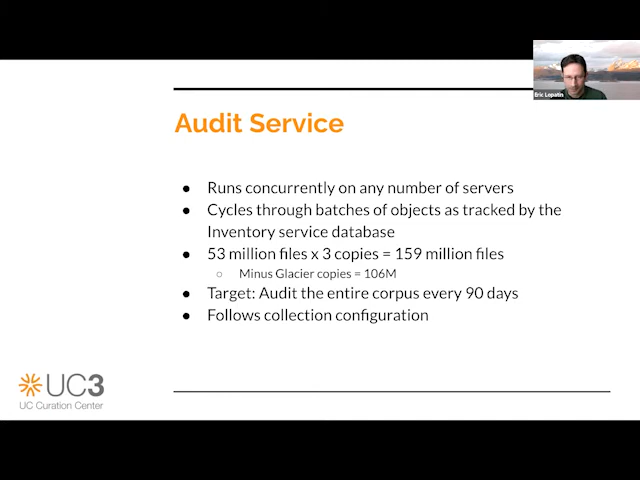 Eric Lopatin
Audit Service
● Runs concurrently on any number of servers
● Cycles through batches of objects as tracked by the
Inventory service database
● 53 million files x 3 copies = 159 million files
○ Minus Glacier copies = 106M
● Target: Audit the entire corpus every 90 days
● Follows collection configuration
UC3
UC Curation Center